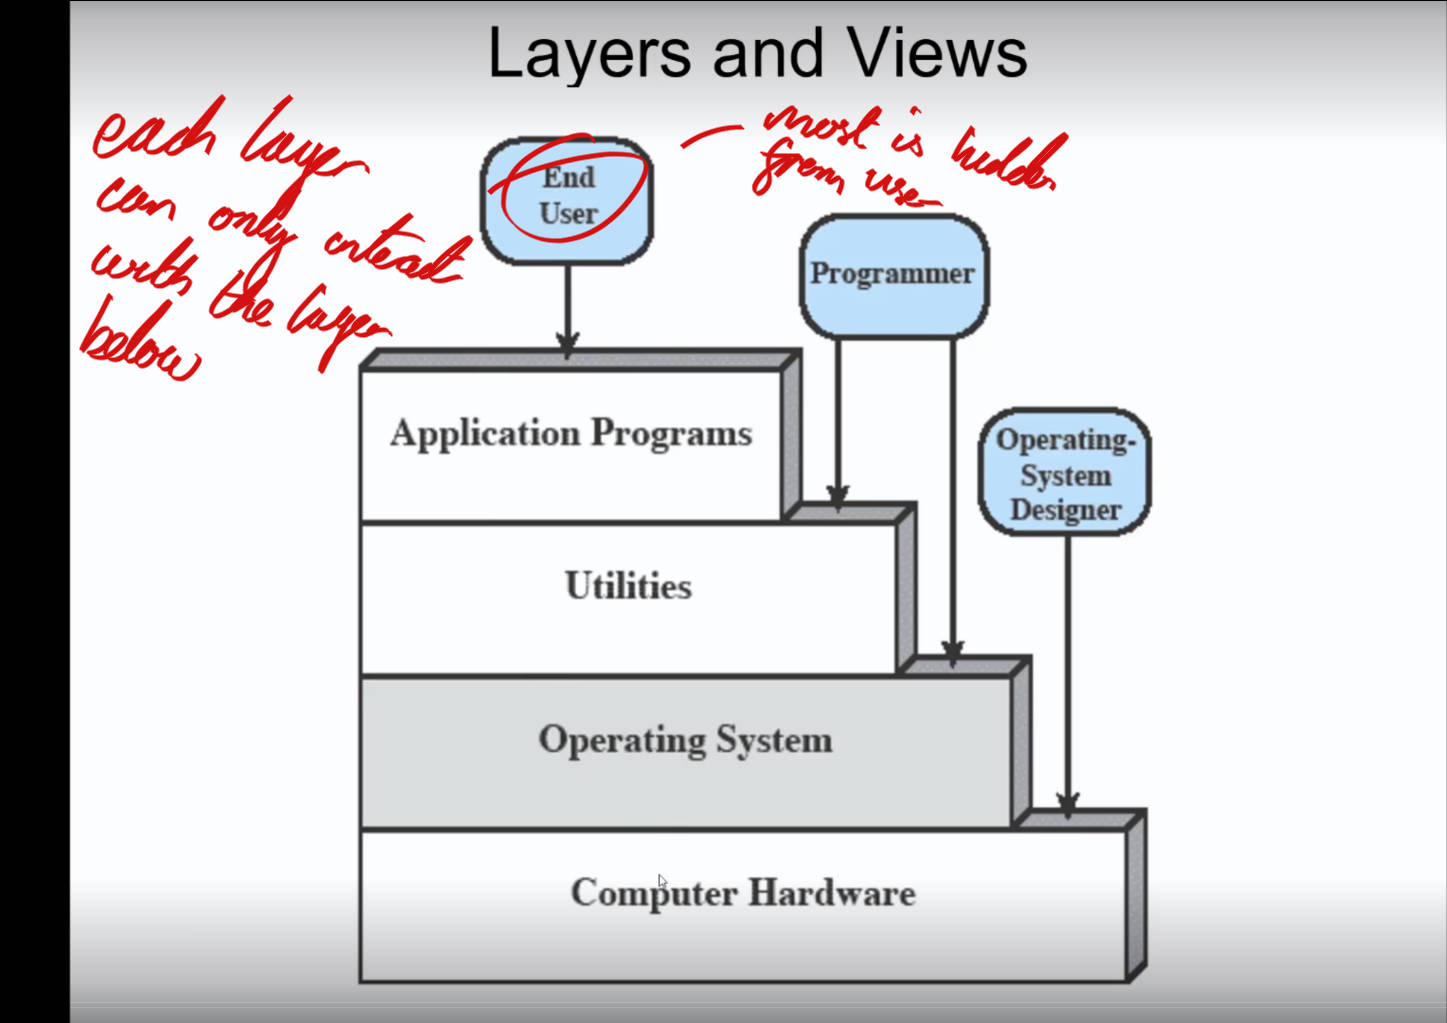 Layers and Views
each layer
can only interact
with the layer
below
most is hidden
from user
End
User
Programmer
Operating-
System
Designer
Application Programs
Utilities
Operating System
Computer Hardware